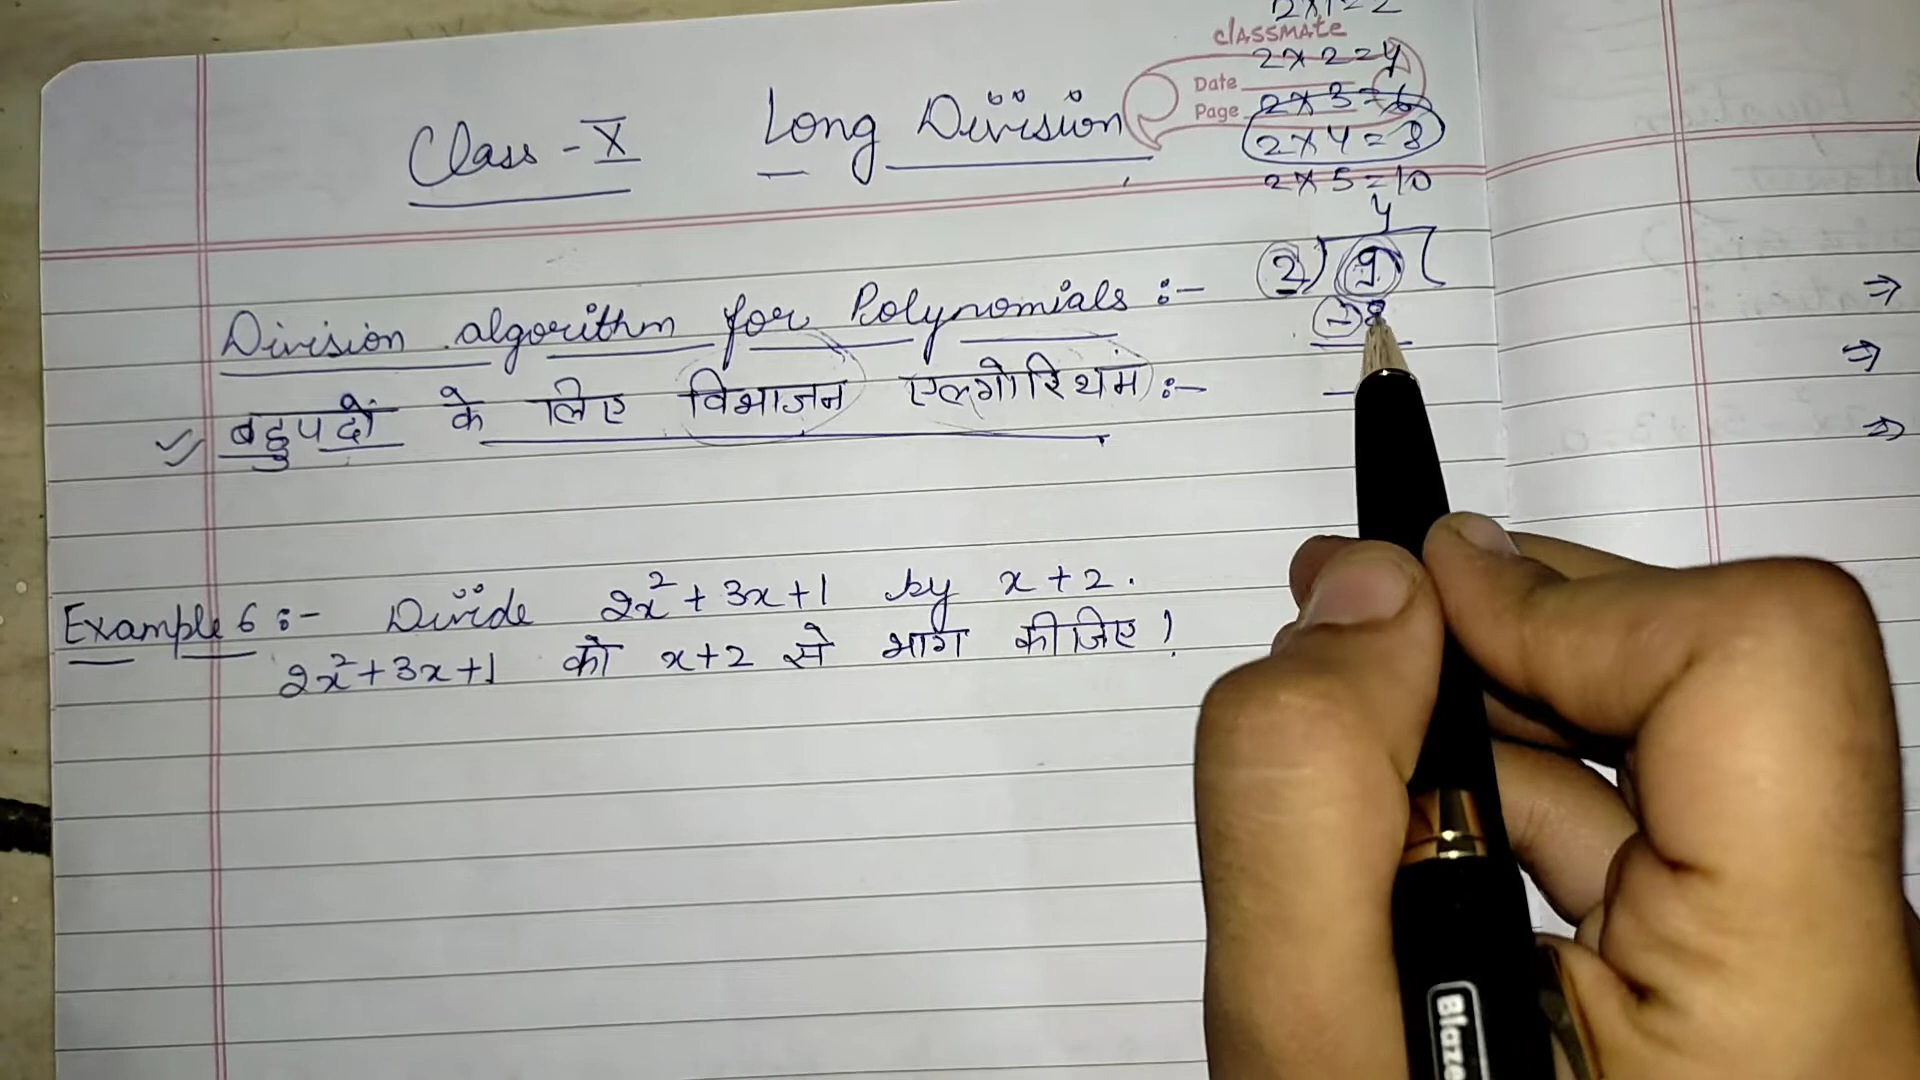 2×1=2
classmate
2×2=4
Date
2×3=6
Page
Class - X Long Division
2×4=8
2×5=10
4
2) 9 (
Division algorithm for Polynomials :-
- 8
बहुपदों के लिए विभाजन एल्गोरिथम :-
Example 6 :- Divide 2x² + 3x + 1 by x + 2.
2x² + 3x + 1 को x + 2 से भाग कीजिए !
Blaze